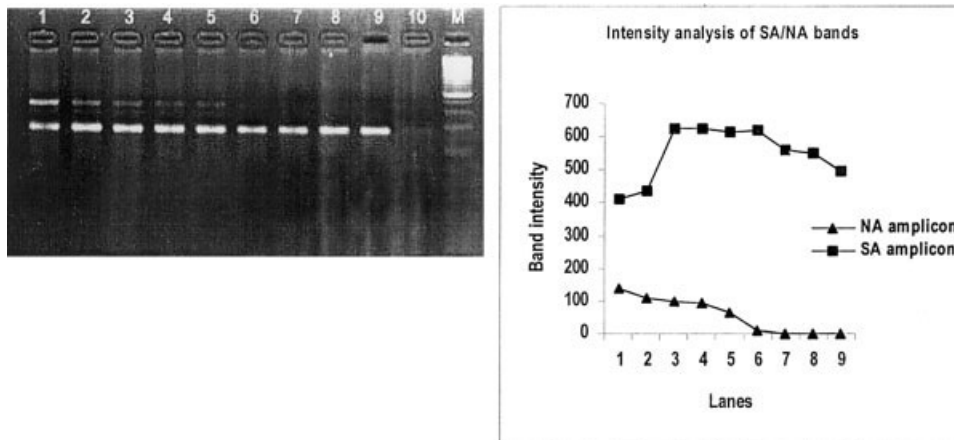 1 2 3 4 5 6 7 8 9 10 M
Intensity analysis of SA/NA bands
700
600
500
400
300
200
100
0
Band intensity
1 2 3 4 5 6 7 8 9
Lanes
NA amplicon
SA amplicon